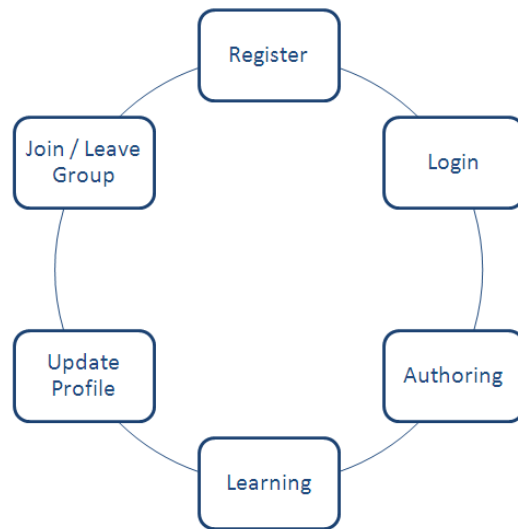 Register
Login
Authoring
Learning
Update
Profile
Join / Leave
Group